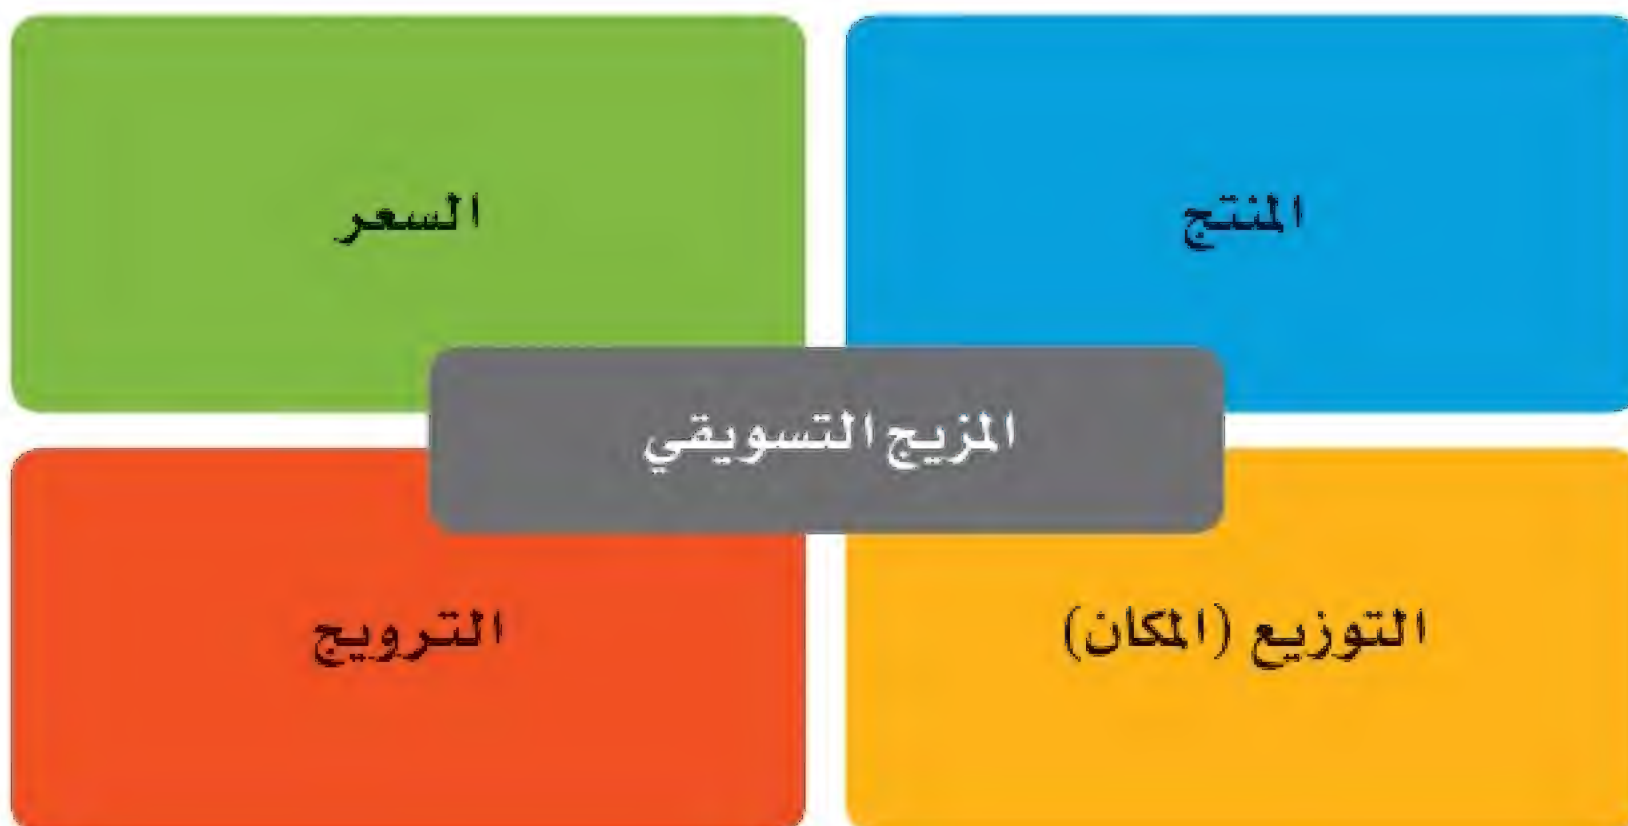 المنتج
السعر
المزيج التسويقي
التوزيع (المكان)
الترويج